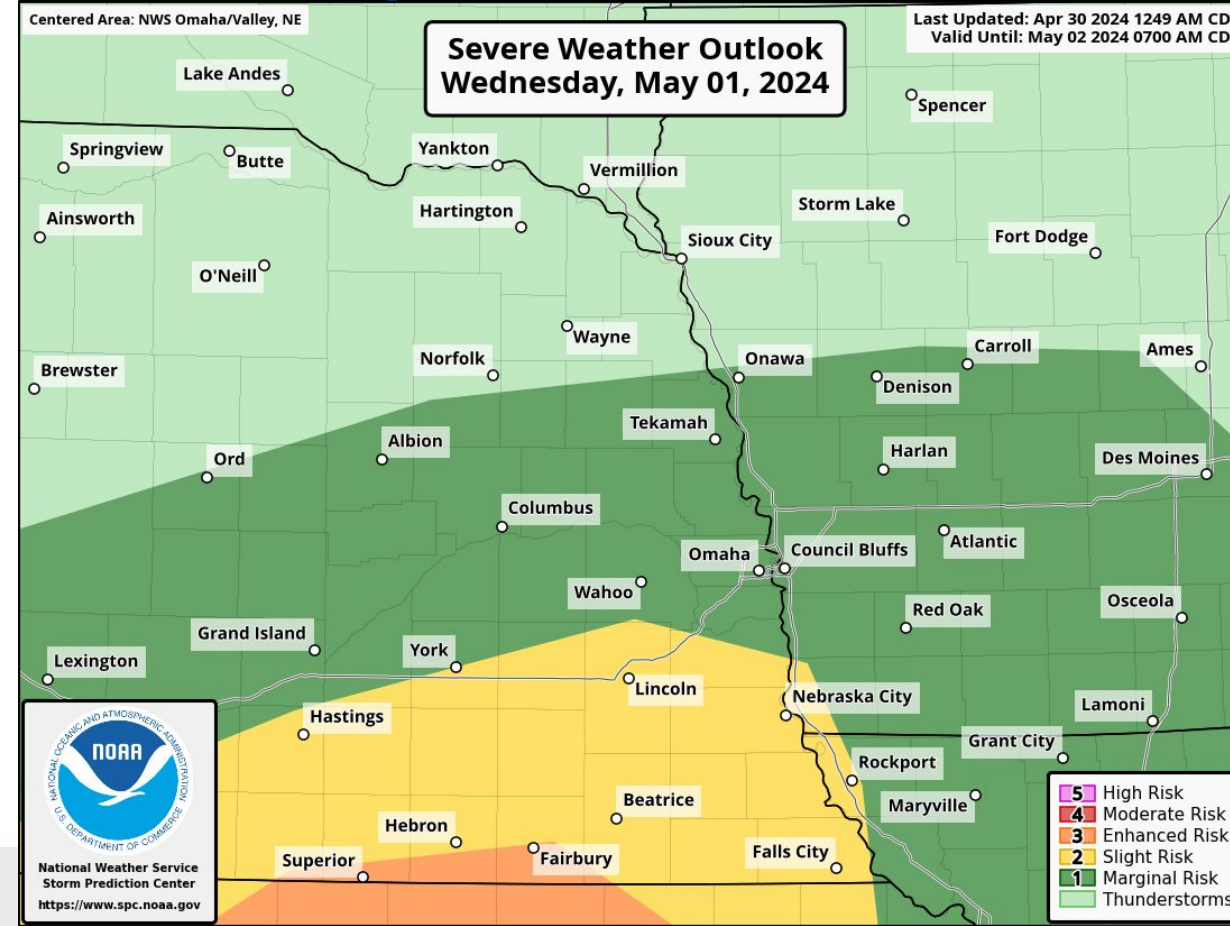 Centered Area: NWS Omaha/Valley, NE
Severe Weather Outlook
Wednesday, May 01, 2024
Last Updated: Apr 30 2024 1249 AM CD
Valid Until: May 02 2024 0700 AM CD
Lake Andes
Spencer
Springview
Butte
Yankton
Vermillion
Ainsworth
Hartington
Storm Lake
Sioux City
Fort Dodge
O'Neill
Wayne
Norfolk
Brewster
Onawa
Carroll
Ames
Denison
Tekamah
Albion
Ord
Harlan
Des Moines
Columbus
Omaha
Council Bluffs
Atlantic
Wahoo
Red Oak
Osceola
Grand Island
York
Lexington
Lincoln
Nebraska City
Hastings
Lamoni
Grant City
Rockport
Maryville
Beatrice
Hebron
Superior
Fairbury
Falls City
NATIONAL OCEANIC AND ATMOSPHERIC ADMINISTRATION
NOAA
U.S. DEPARTMENT OF COMMERCE
National Weather Service
Storm Prediction Center
https://www.spc.noaa.gov
5 High Risk
4 Moderate Risk
3 Enhanced Risk
2 Slight Risk
1 Marginal Risk
Thunderstorms